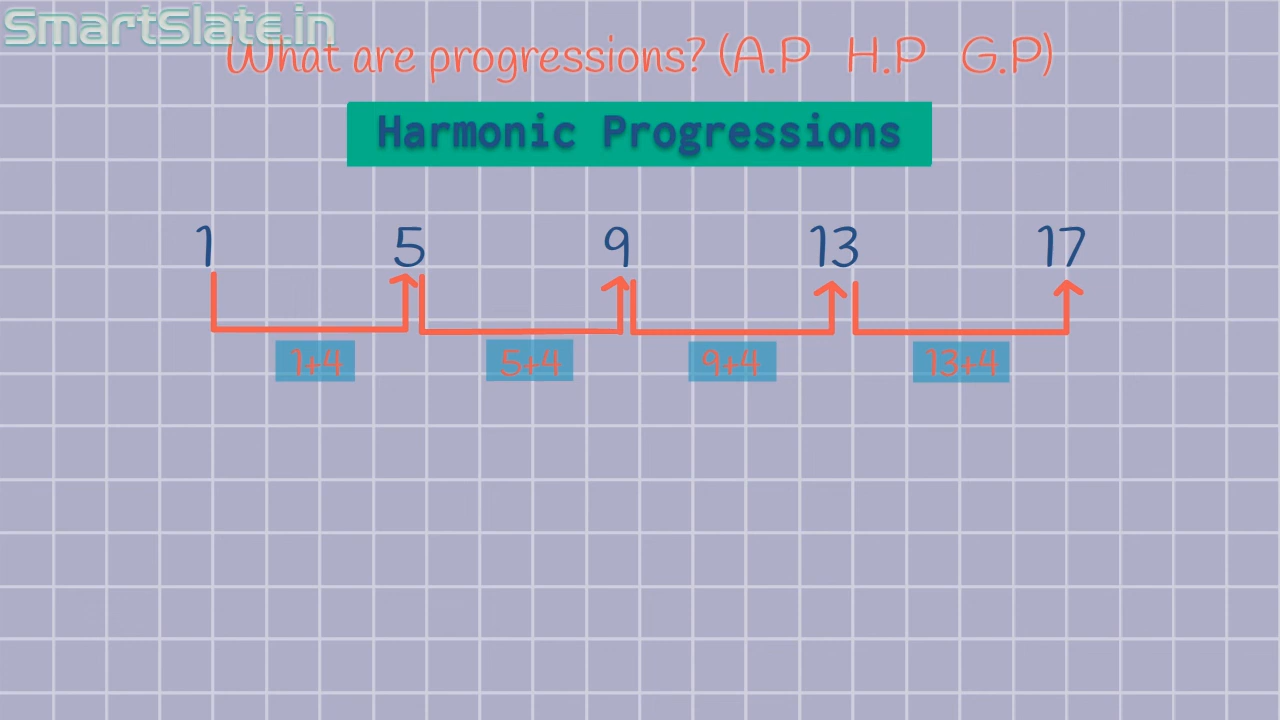 SmartSlate.in
What are progressions? (A.P H.P G.P)
Harmonic Progressions
1 5 9 13 17
1+4 5+4 9+4 13+4